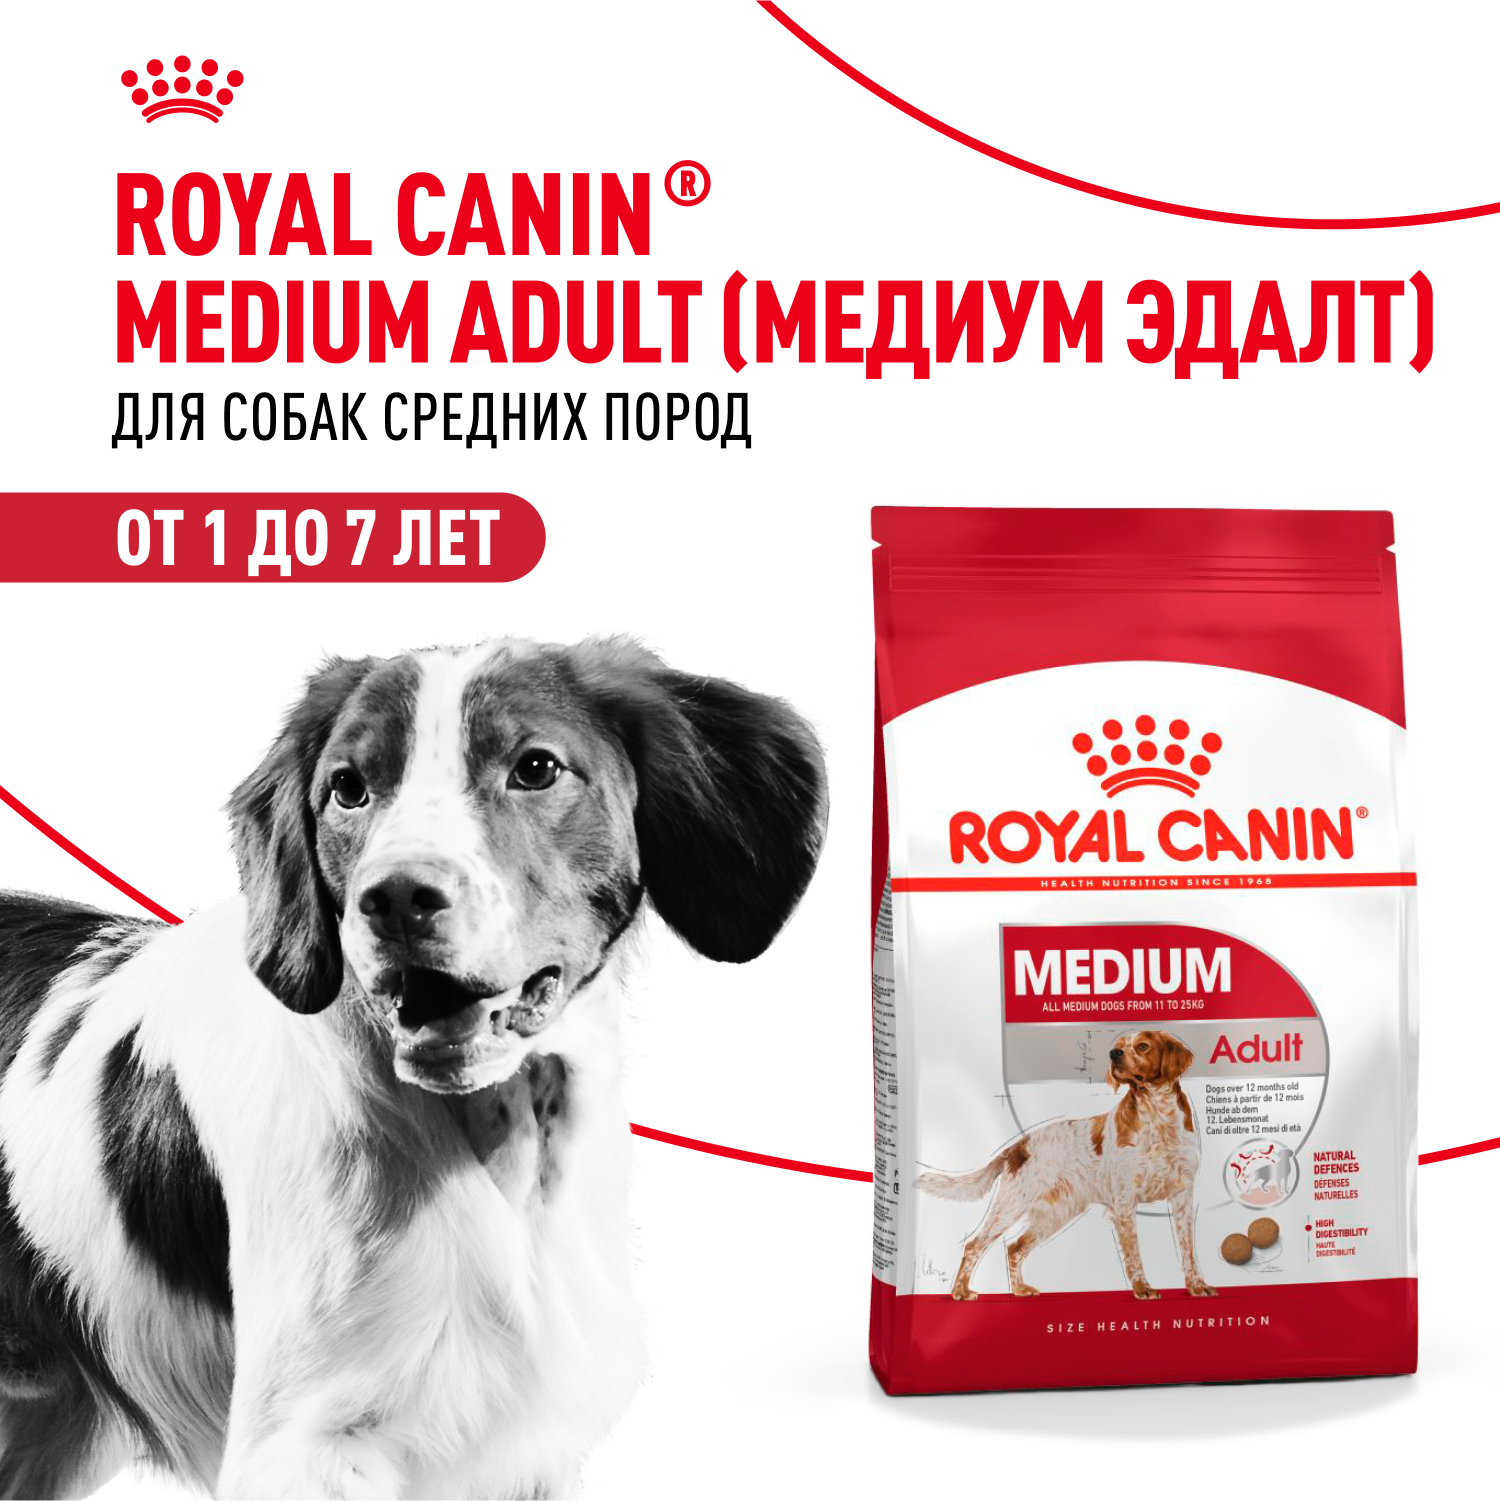 ROYAL CANIN®
MEDIUM ADULT (МЕДИУМ ЭДАЛТ)
ДЛЯ СОБАК СРЕДНИХ ПОРОД
ОТ 1 ДО 7 ЛЕТ
ROYAL CANIN®
HEALTH NUTRITION SINCE 1968
MEDIUM
ALL MEDIUM DOGS FROM 11 TO 25KG
Adult
Dogs over 12 months old
Chiens à partir de 12 mois
Hunde ab dem
12. Lebensmonat
Cani di oltre 12 mesi di età
NATURAL
DEFENCES
DÉFENSES
NATURELLES
HIGH
DIGESTIBILITY
HAUTE
DIGESTIBILITÉ
SIZE HEALTH NUTRITION